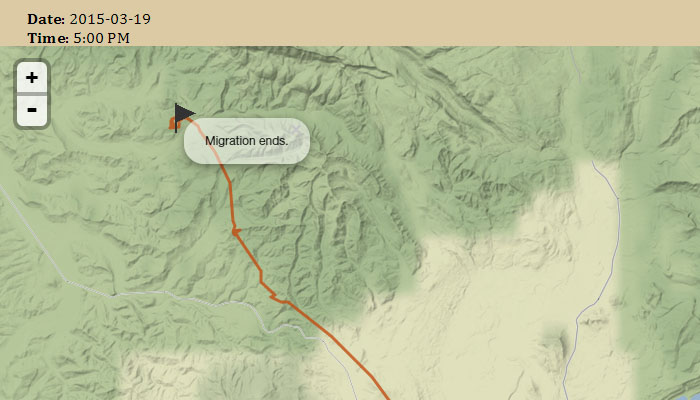 Date: 2015-03-19
Time: 5:00 PM
+
-
Migration ends.